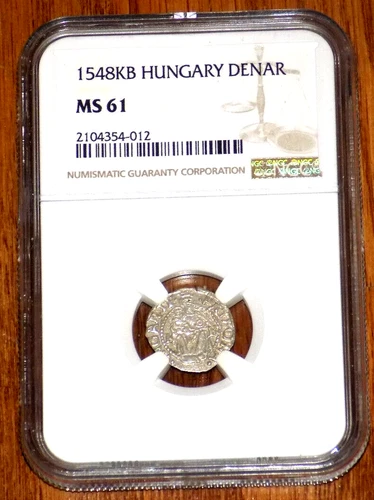 1548KB HUNGARY DENAR
MS 61
2104354-012
NUMISMATIC GUARANTY CORPORATION